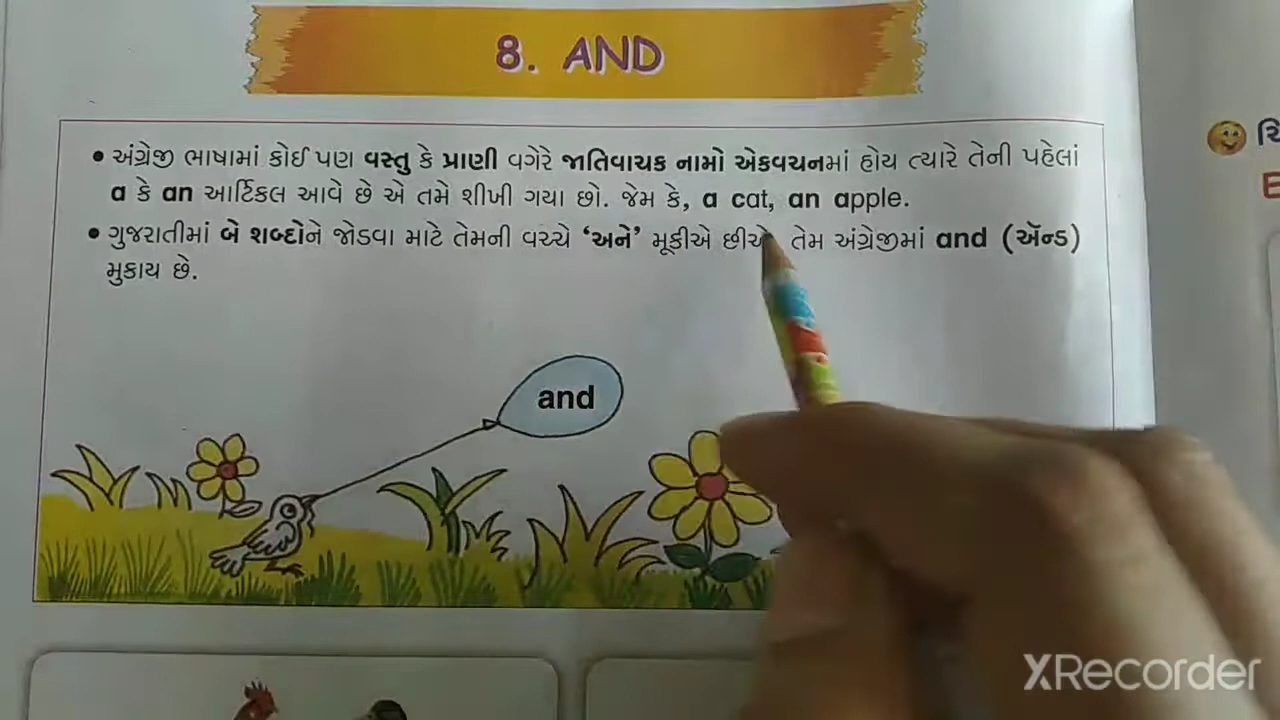 8. AND
• અંગ્રેજી ભાષામાં કોઈ પણ વસ્તુ કે પ્રાણી વગેરે જાતિવાચક નામો એકવચનમાં હોય ત્યારે તેની પહેલાં
a કે an આર્ટિકલ આવે છે એ તમે શીખી ગયા છો. જેમ કે, a cat, an apple.
• ગુજરાતીમાં બે શબ્દોને જોડવા માટે તેમની વચ્ચે ‘અને’ મૂકીએ છીએ તેમ અંગ્રેજીમાં and (ઍન્ડ)
મુકાય છે.
and
XRecorder